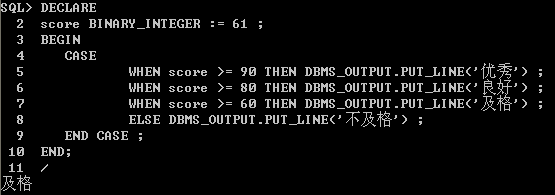 SQL> DECLARE
  2  score BINARY_INTEGER := 61 ;
  3  BEGIN
  4     CASE
  5             WHEN score >= 90 THEN DBMS_OUTPUT.PUT_LINE('优秀') ;
  6             WHEN score >= 80 THEN DBMS_OUTPUT.PUT_LINE('良好') ;
  7             WHEN score >= 60 THEN DBMS_OUTPUT.PUT_LINE('及格') ;
  8             ELSE DBMS_OUTPUT.PUT_LINE('不及格') ;
  9     END CASE ;
 10  END;
 11  /
及格